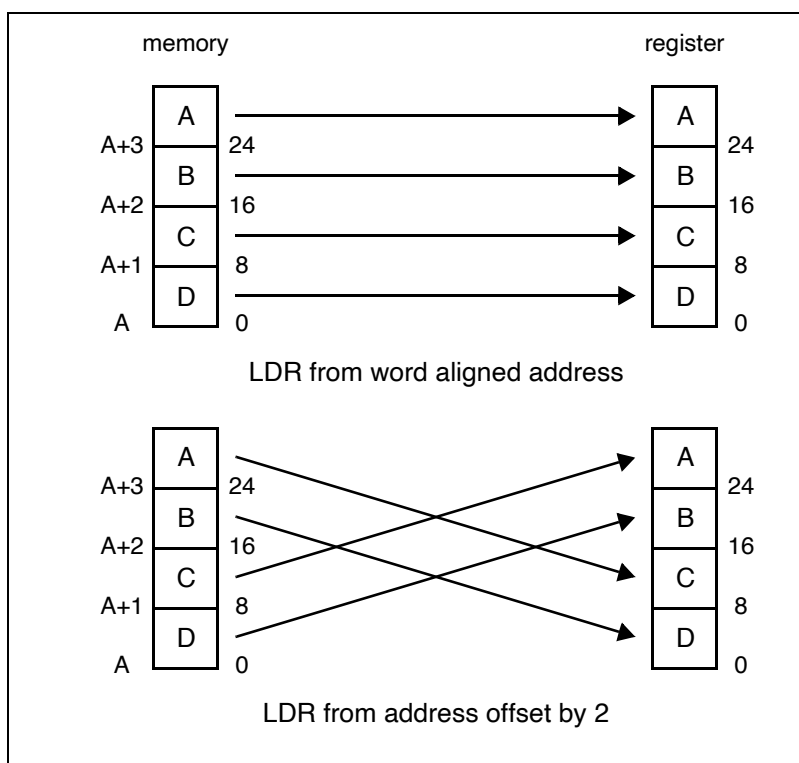 memory register
A A
A+3 24 24
B B
A+2 16 16
C C
A+1 8 8
D D
A 0 0
LDR from word aligned address
A A
A+3 24 24
B B
A+2 16 16
C C
A+1 8 8
D D
A 0 0
LDR from address offset by 2